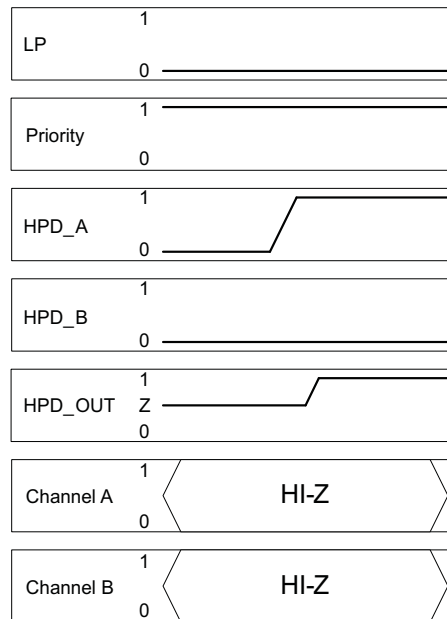 1
LP
0
1
Priority
0
1
HPD_A
0
1
HPD_B
0
1
HPD_OUT Z
0
1
Channel A HI-Z
0
1
Channel B HI-Z
0